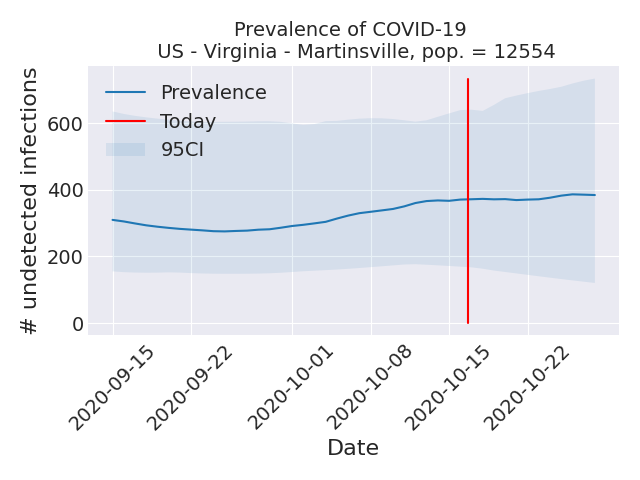 Prevalence of COVID-19
US - Virginia - Martinsville, pop. = 12554
# undetected infections
600
400
200
0
Prevalence
Today
95CI
2020-09-15
2020-09-22
2020-10-01
2020-10-08
2020-10-15
2020-10-22
Date